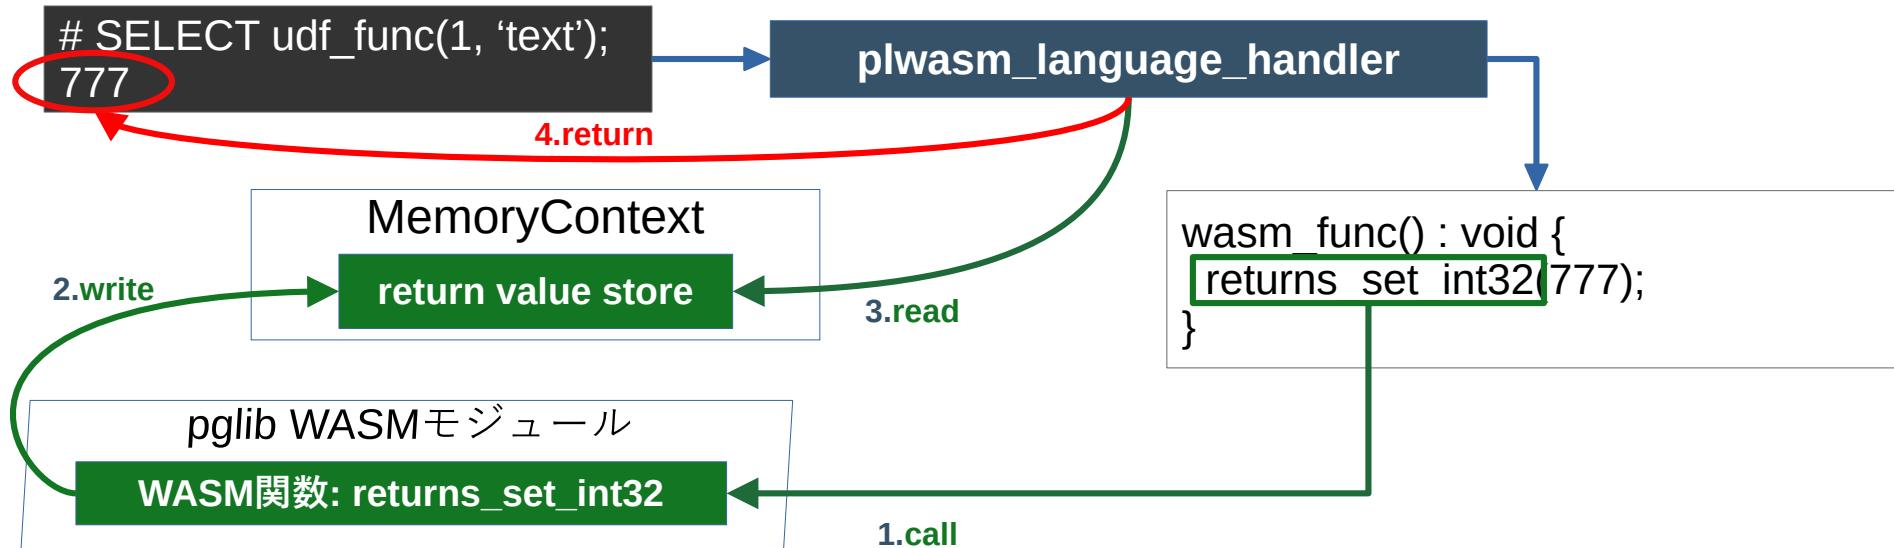 # SELECT udf_func(1, ‘text’);
777
plwasm_language_handler
4.return
MemoryContext
return value store
2.write
3.read
wasm_func() : void {
returns_set_int32(777);
}
pglib WASMモジュール
WASM関数: returns_set_int32
1.call